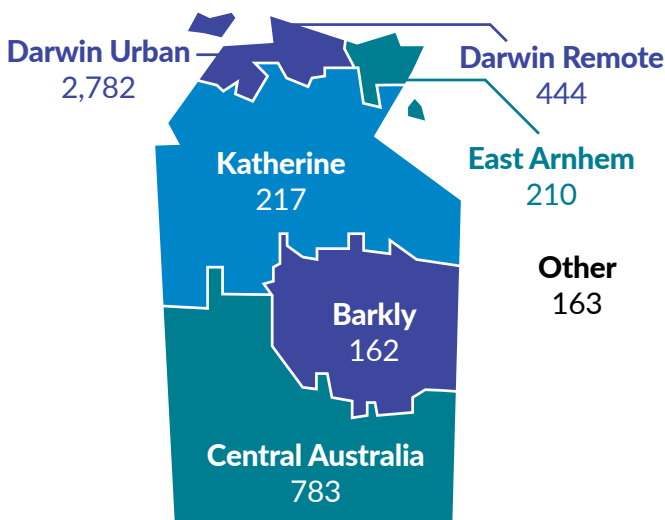 Darwin Urban
2,782
Darwin Remote
444
Katherine
217
East Arnhem
210
Other
163
Barkly
162
Central Australia
783